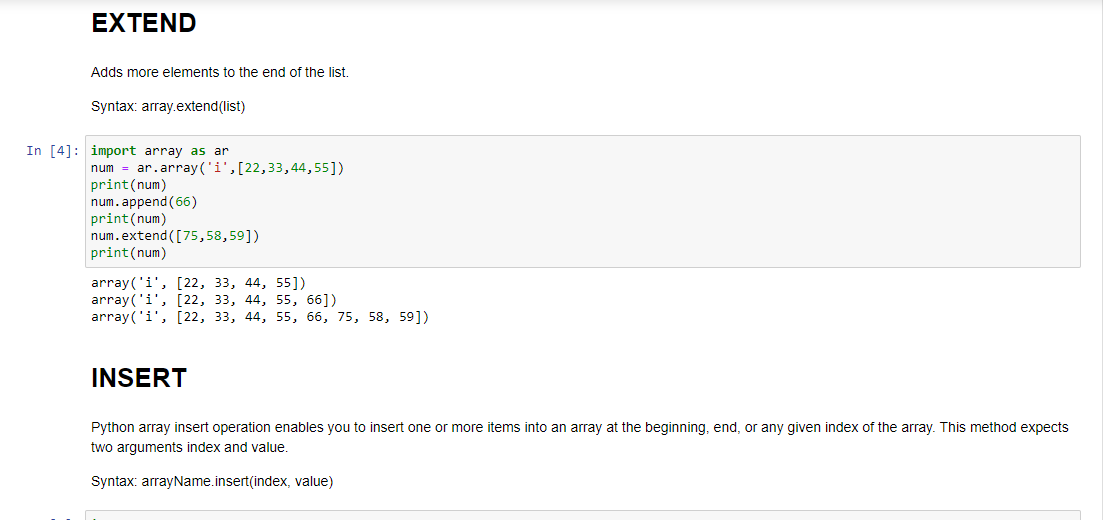 EXTEND
Adds more elements to the end of the list.
Syntax: array.extend(list)
In [4]: import array as ar
num = ar.array('i',[22,33,44,55])
print(num)
num.append(66)
print(num)
num.extend([75,58,59])
print(num)
array('i', [22, 33, 44, 55])
array('i', [22, 33, 44, 55, 66])
array('i', [22, 33, 44, 55, 66, 75, 58, 59])
INSERT
Python array insert operation enables you to insert one or more items into an array at the beginning, end, or any given index of the array. This method expects
two arguments index and value.
Syntax: arrayName.insert(index, value)